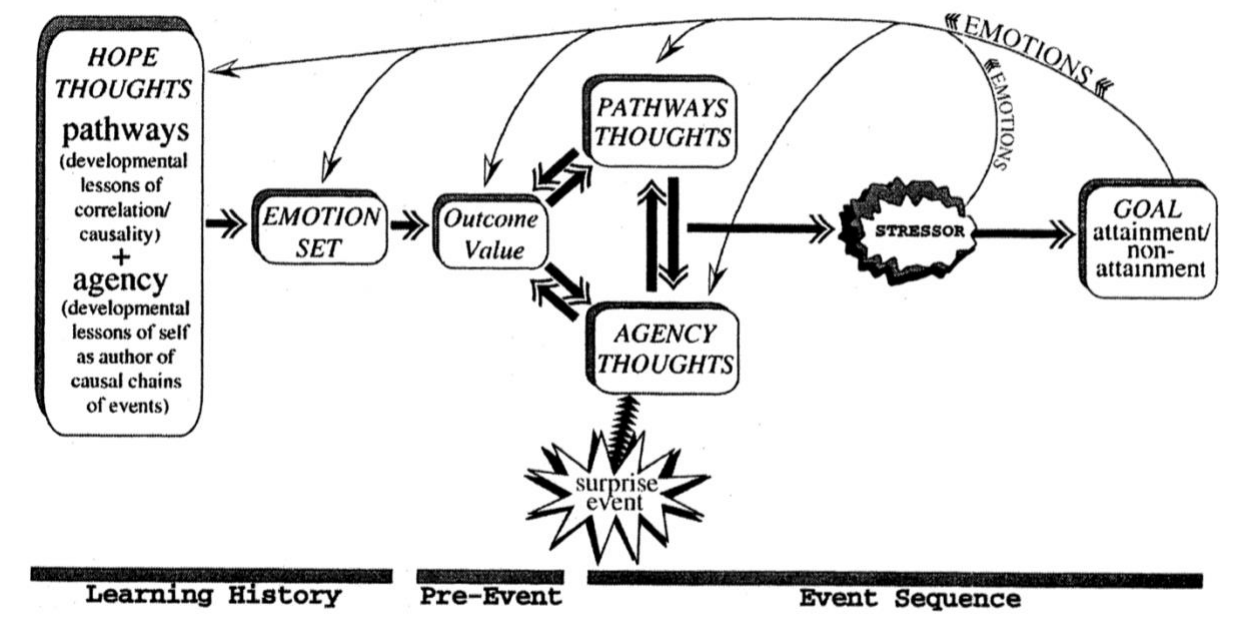 HOPE
THOUGHTS
pathways
(developmental
lessons of
correlation/
causality)
+
agency
(developmental
lessons of self
as author of
causal chains
of events)
EMOTION
SET
Outcome
Value
PATHWAYS
THOUGHTS
AGENCY
THOUGHTS
surprise
event
STRESSOR
EMOTIONS
EMOTIONS
GOAL
attainment/
non-
attainment
Learning History
Pre-Event
Event Sequence